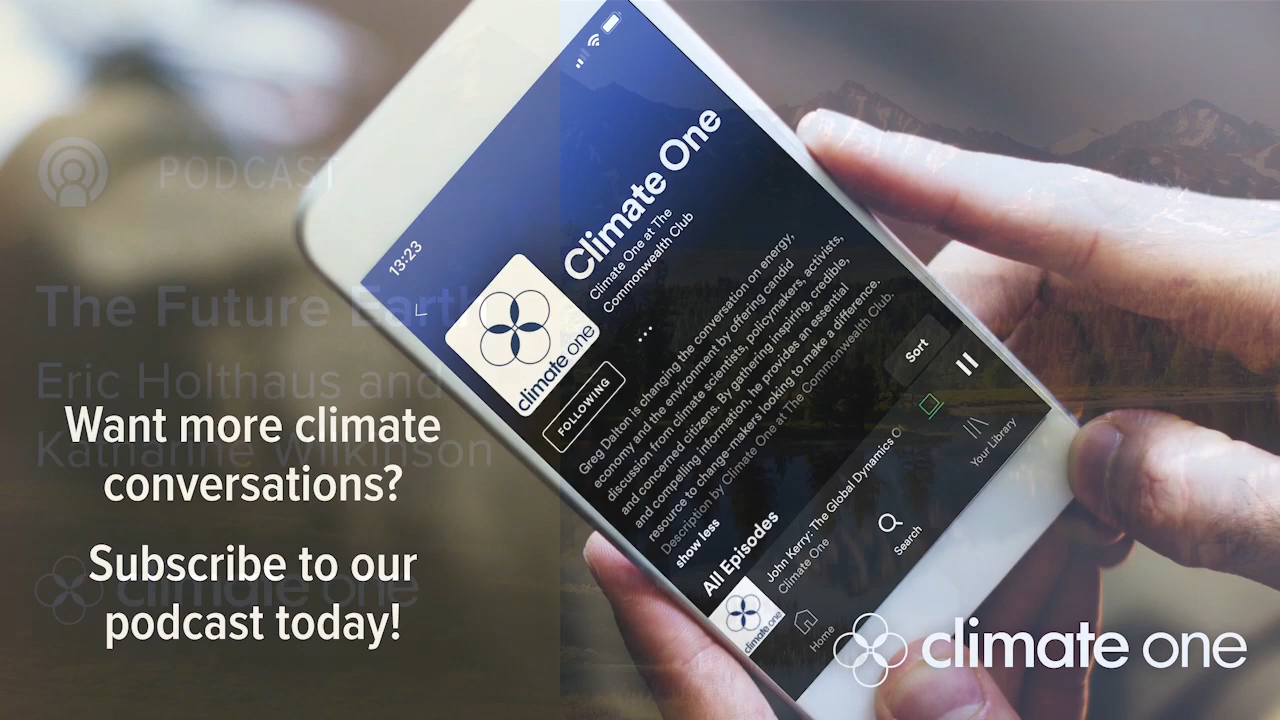 PODCAST
The Future Earth
Eric Holthaus and
Katharine Wilkinson
climate one
Want more climate
conversations?
Subscribe to our
podcast today!
13:23
climate one
Climate One
Climate One at The
Commonwealth Club
FOLLOWING
Greg Dalton is changing the conversation on energy,
economy and the environment by offering candid
discussion from climate scientists, policymakers, activists,
and concerned citizens. By gathering inspiring, credible,
and compelling information, he provides an essential
resource to change-makers looking to make a difference.
Description by Climate One at The Commonwealth Club.
show less
All Episodes
Sort
climate one
John Kerry: The Global Dynamics o
Climate One
Home
Search
Your Library
climate one